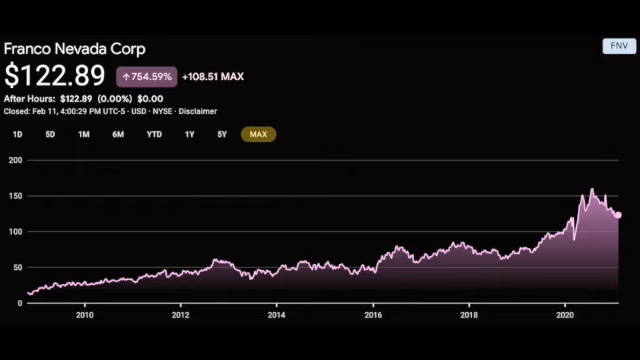 Franco Nevada Corp
FNV
$122.89 ↑754.59% +108.51 MAX
After Hours: $122.89 (0.00%) $0.00
Closed: Feb 11, 4:00:29 PM UTC-5 · USD · NYSE · Disclaimer
1D 5D 1M 6M YTD 1Y 5Y MAX
200
150
100
50
0
2010 2012 2014 2016 2018 2020